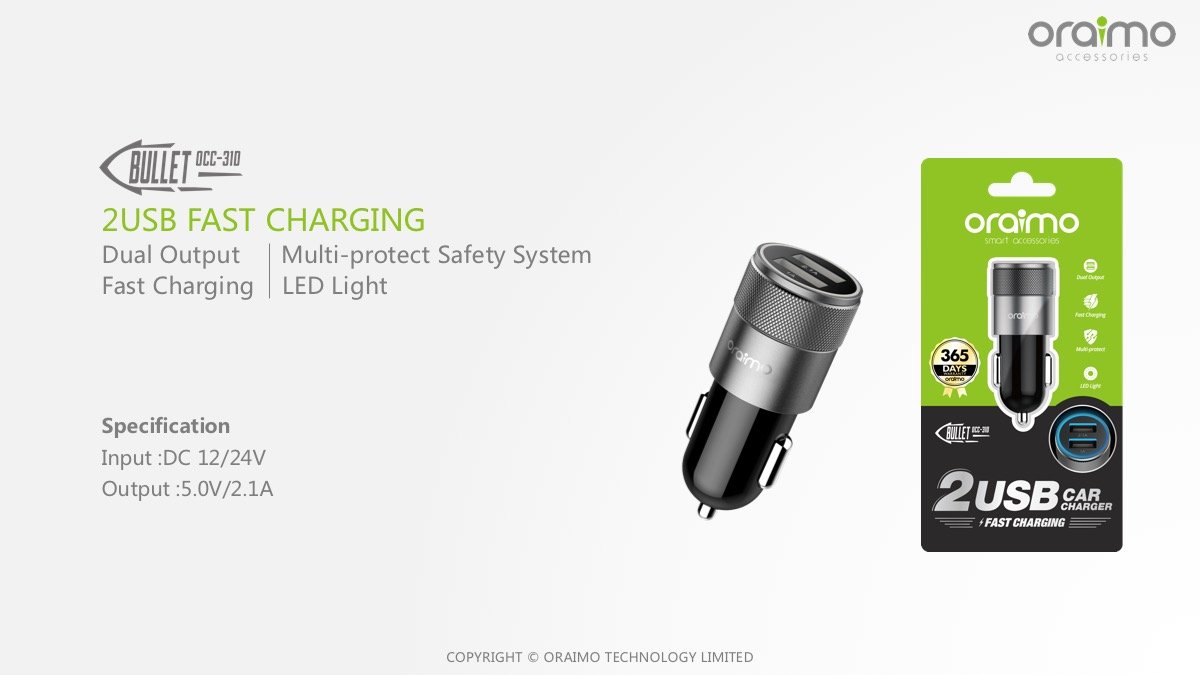 oraimo
accessories
BULLET OCC-310
2USB FAST CHARGING
Dual Output
Fast Charging
Multi-protect Safety System
LED Light
Specification
Input :DC 12/24V
Output :5.0V/2.1A
oraimo
oraimo
smart accessories
oraimo
Dual Output
Fast Charging
Multi-protect
LED Light
365
DAYS
WARRANTY
oraimo
BULLET OCC-310
2USB CAR
CHARGER
FAST CHARGING
COPYRIGHT © ORAIMO TECHNOLOGY LIMITED